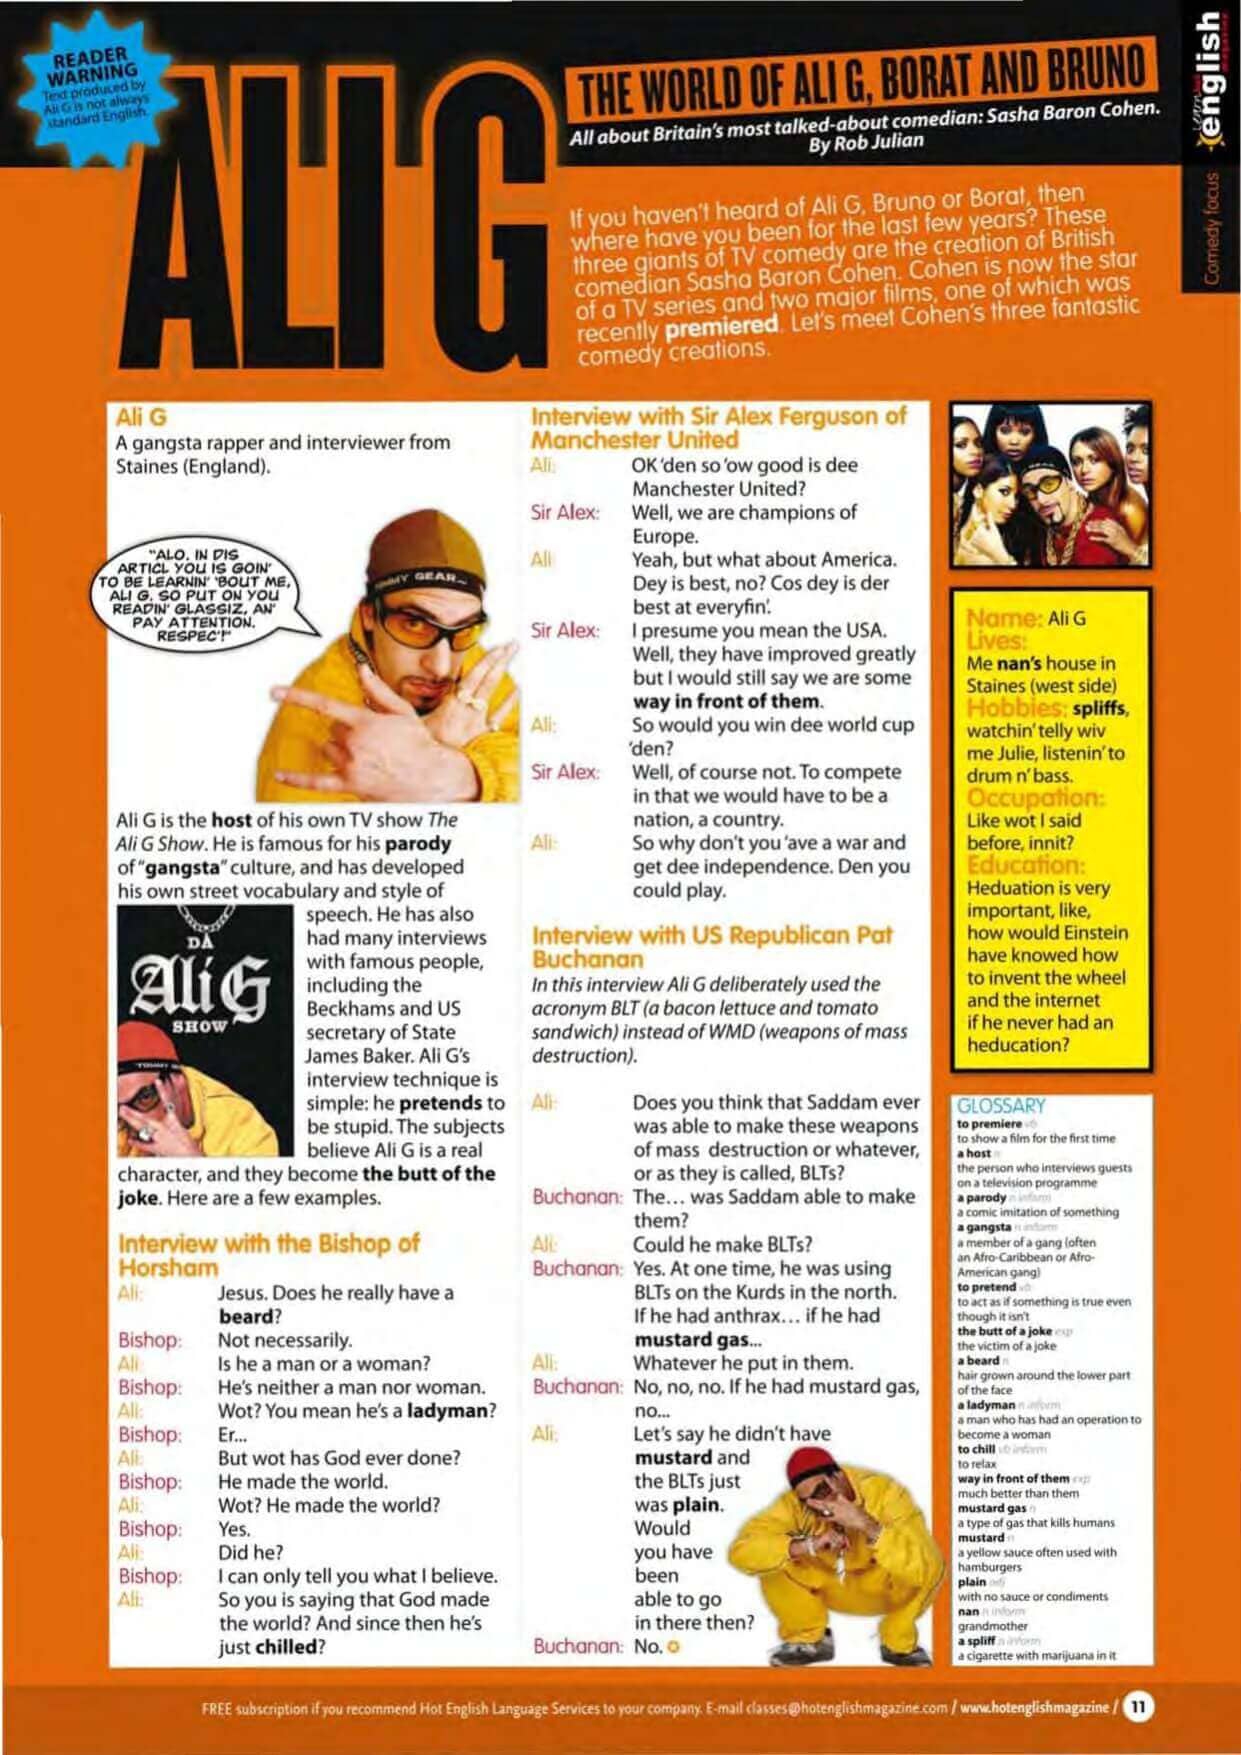 READER
WARNING
Text produced by
Ali G is not always
standard English.
ALI G
THE WORLD OF ALI G, BORAT AND BRUNO
All about Britain's most talked-about comedian: Sasha Baron Cohen.
By Rob Julian
If you haven't heard of Ali G, Bruno or Borat, then
where have you been for the last few years? These
three giants of TV comedy are the creation of British
comedian Sasha Baron Cohen. Cohen is now the star
of a TV series and two major films, one of which was
recently premiered. Let's meet Cohen's three fantastic
comedy creations.
Learn hot
english
magazine
Comedy focus
Ali G
A gangsta rapper and interviewer from
Staines (England).
"'ALO. IN DIS
ARTICL YOU IS GOIN'
TO BE LEARNIN' 'BOUT ME,
ALI G. SO PUT ON YOU
READIN' GLASSIZ, AN'
PAY ATTENTION.
RESPEC'!"
Ali G is the host of his own TV show The
Ali G Show. He is famous for his parody
of "gangsta" culture, and has developed
his own street vocabulary and style of
speech. He has also
had many interviews
with famous people,
including the
Beckhams and US
secretary of State
James Baker. Ali G's
interview technique is
simple: he pretends to
be stupid. The subjects
believe Ali G is a real
character, and they become the butt of the
joke. Here are a few examples.
DA
Ali G
SHOW
Interview with the Bishop of
Horsham
Ali: Jesus. Does he really have a
beard?
Bishop: Not necessarily.
Ali: Is he a man or a woman?
Bishop: He's neither a man nor woman.
Ali: Wot? You mean he's a ladyman?
Bishop: Er...
Ali: But wot has God ever done?
Bishop: He made the world.
Ali: Wot? He made the world?
Bishop: Yes.
Ali: Did he?
Bishop: I can only tell you what I believe.
Ali: So you is saying that God made
the world? And since then he's
just chilled?
Interview with Sir Alex Ferguson of
Manchester United
Ali: OK 'den so 'ow good is dee
Manchester United?
Sir Alex: Well, we are champions of
Europe.
Ali: Yeah, but what about America.
Dey is best, no? Cos dey is der
best at everyfin'.
Sir Alex: I presume you mean the USA.
Well, they have improved greatly
but I would still say we are some
way in front of them.
Ali: So would you win dee world cup
'den?
Sir Alex: Well, of course not. To compete
in that we would have to be a
nation, a country.
Ali: So why don't you 'ave a war and
get dee independence. Den you
could play.
Interview with US Republican Pat
Buchanan
In this interview Ali G deliberately used the
acronym BLT (a bacon lettuce and tomato
sandwich) instead of WMD (weapons of mass
destruction).
Ali: Does you think that Saddam ever
was able to make these weapons
of mass destruction or whatever,
or as they is called, BLTs?
Buchanan: The... was Saddam able to make
them?
Ali: Could he make BLTs?
Buchanan: Yes. At one time, he was using
BLTs on the Kurds in the north.
If he had anthrax... if he had
mustard gas...
Ali: Whatever he put in them.
Buchanan: No, no, no. If he had mustard gas,
no...
Ali: Let's say he didn't have
mustard and
the BLTs just
was plain.
Would
you have
been
able to go
in there then?
Buchanan: No.
Name: Ali G
Lives:
Me nan's house in
Staines (west side)
Hobbies: spliffs,
watchin' telly wiv
me Julie, listenin' to
drum n' bass.
Occupation:
Like wot I said
before, innit?
Education:
Heduation is very
important, like,
how would Einstein
have knowed how
to invent the wheel
and the internet
if he never had an
heducation?
GLOSSARY
to premiere vb
to show a film for the first time
a host n
the person who interviews guests
on a television programme
a parody n inform
a comic imitation of something
a gangsta n inform
a member of a gang (often
an Afro-Caribbean or Afro-
American gang)
to pretend vb
to act as if something is true even
though it isn't
the butt of a joke exp
the victim of a joke
a beard n
hair grown around the lower part
of the face
a ladyman n inform
a man who has had an operation to
become a woman
to chill vb inform
to relax
way in front of them exp
much better than them
mustard gas n
a type of gas that kills humans
mustard n
a yellow sauce often used with
hamburgers
plain adj
with no sauce or condiments
nan n inform
grandmother
a spliff n inform
a cigarette with marijuana in it
FREE subscription if you recommend Hot English Language Services to your company. E-mail classes@hotenglishmagazine.com / www.hotenglishmagazine / 11